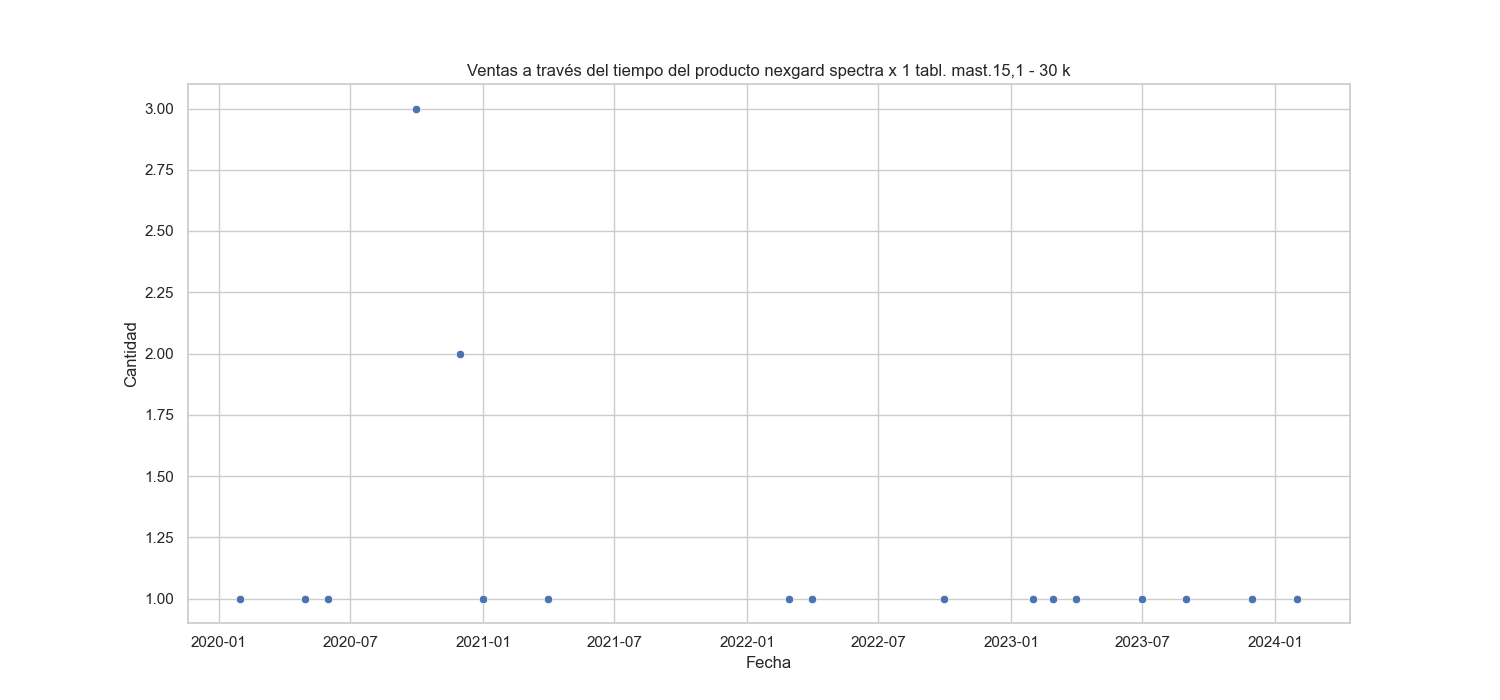 Ventas a través del tiempo del producto nexgard spectra x 1 tabl. mast.15,1 - 30 k
3.00
2.75
2.50
2.25
2.00
1.75
1.50
1.25
1.00
Cantidad
2020-01 2020-07 2021-01 2021-07 2022-01 2022-07 2023-01 2023-07 2024-01
Fecha